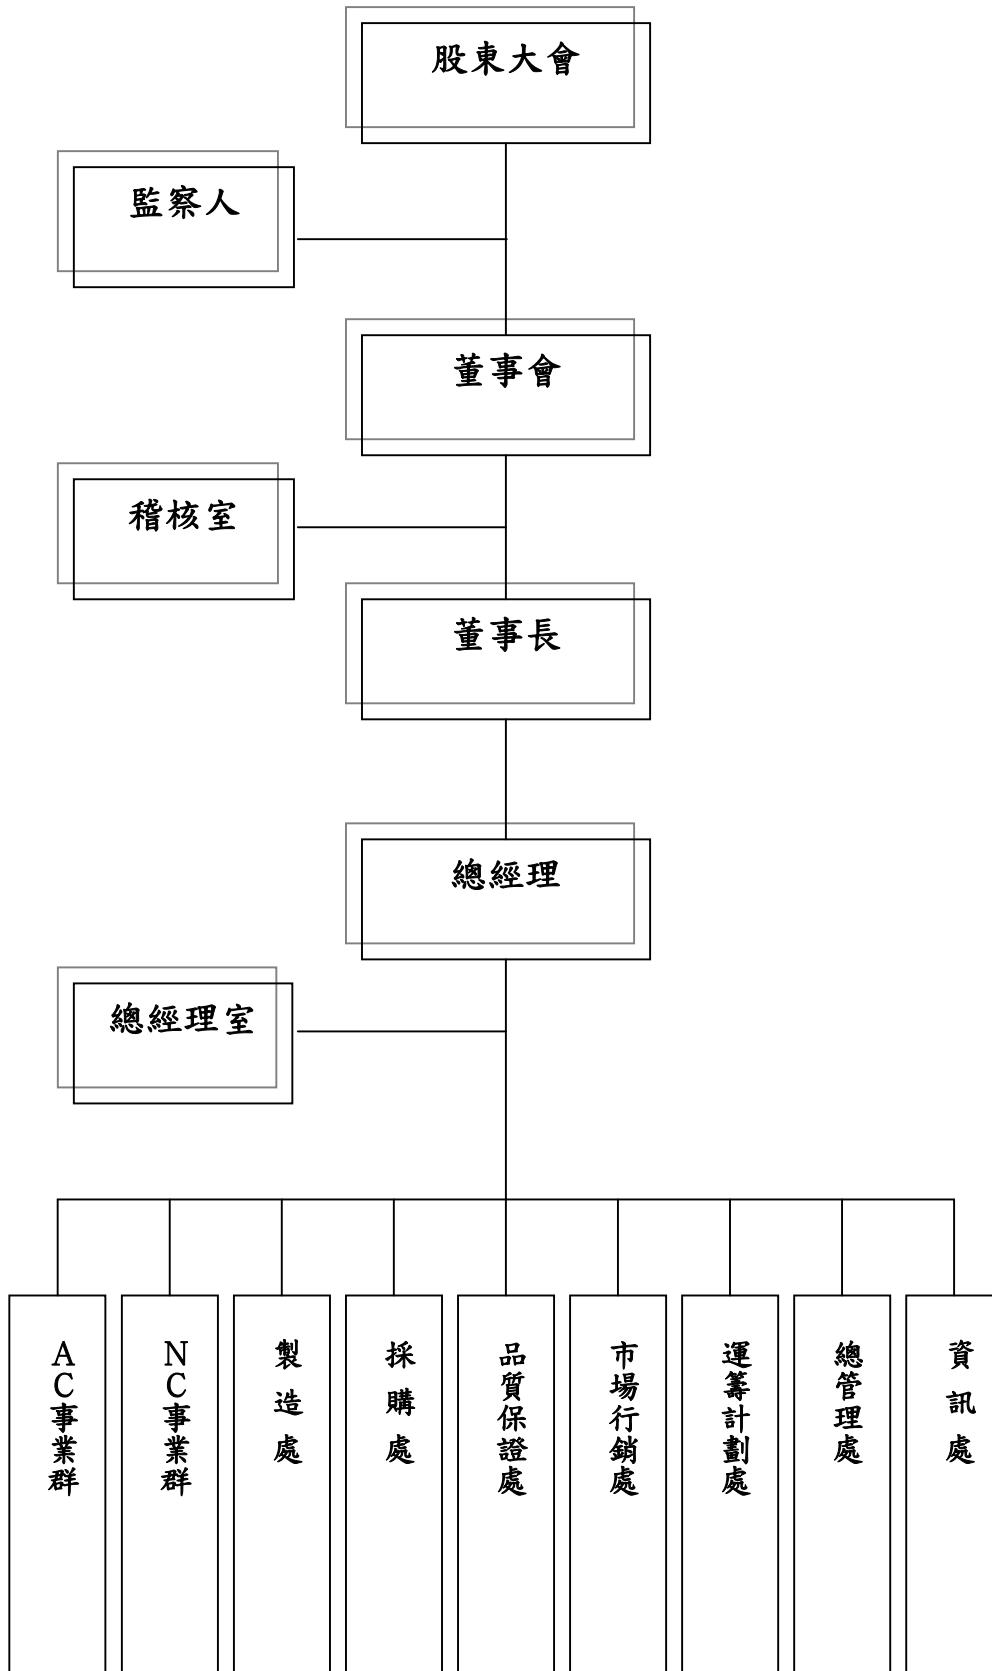 股東大會
監察人
董事會
稽核室
董事長
總經理
總經理室
AC事業群
NC事業群
製造處
採購處
品質保證處
市場行銷處
運籌計劃處
總管理處
資訊處